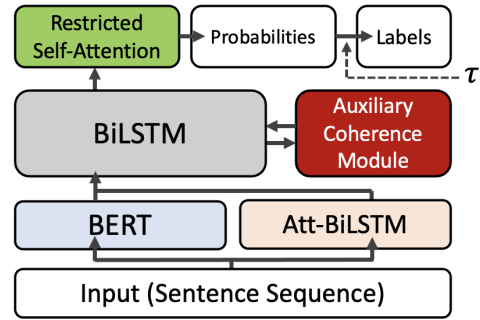 Restricted
Self-Attention
Probabilities
Labels
τ
BiLSTM
Auxiliary
Coherence
Module
BERT
Att-BiLSTM
Input (Sentence Sequence)